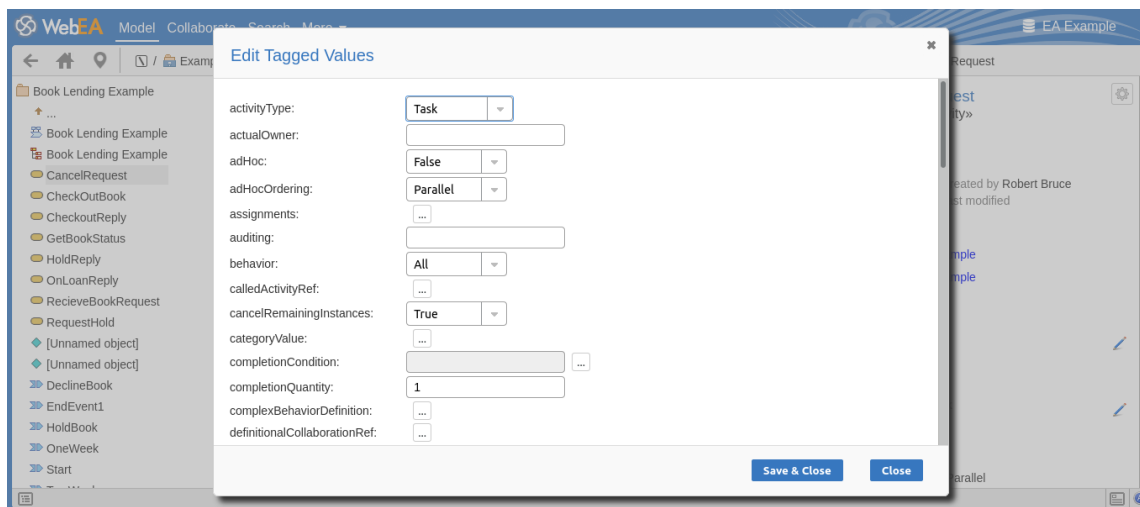 WebEA Model Collaborate Search More EA Example
/ Examp Request
Edit Tagged Values
Book Lending Example
...
Book Lending Example
Book Lending Example
CancelRequest
CheckOutBook
CheckoutReply
GetBookStatus
HoldReply
OnLoanReply
RecieveBookRequest
RequestHold
[Unnamed object]
[Unnamed object]
DeclineBook
EndEvent1
HoldBook
OneWeek
Start
activityType: Task
actualOwner:
adHoc: False
adHocOrdering: Parallel
assignments: ...
auditing:
behavior: All
calledActivityRef: ...
cancelRemainingInstances: True
categoryValue: ...
completionCondition: ...
completionQuantity: 1
complexBehaviorDefinition: ...
definitionalCollaborationRef: ...
Save & Close Close
est
ity»
eated by Robert Bruce
st modified
mple
mple
arallel